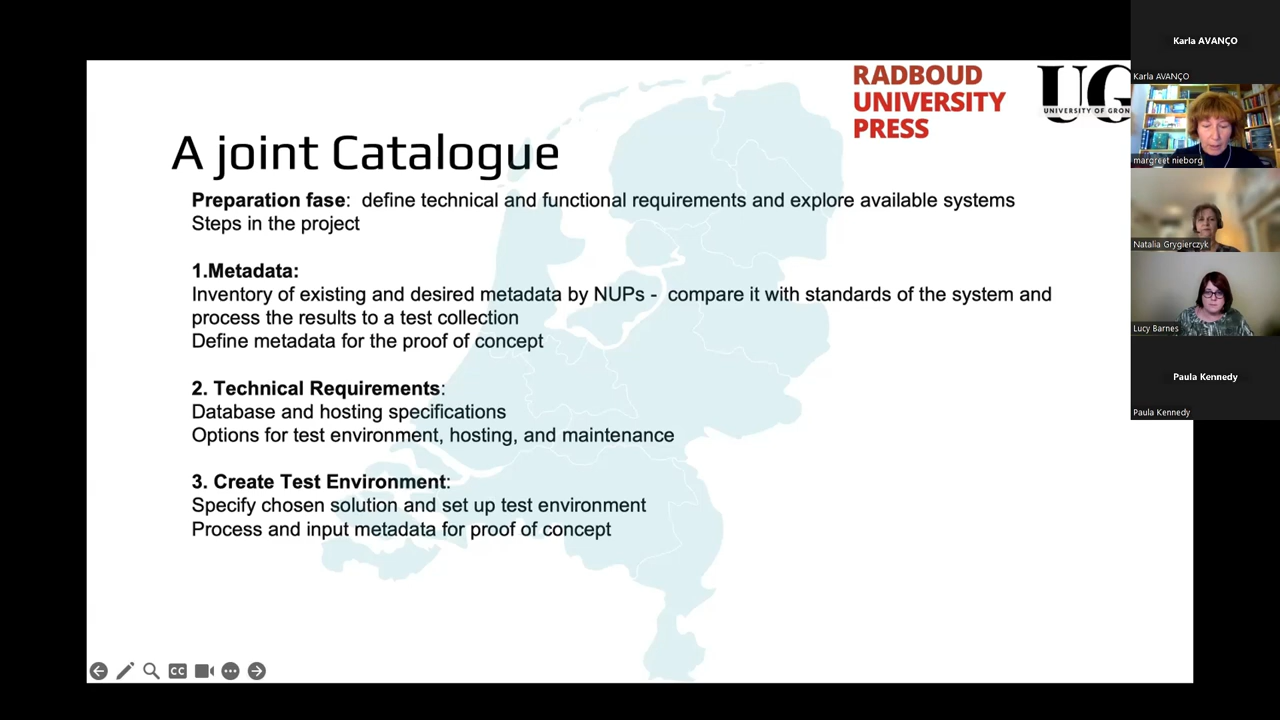 RADBOUD
UNIVERSITY
PRESS
UG
UNIVERSITY OF GRON
A joint Catalogue
Preparation fase:  define technical and functional requirements and explore available systems
Steps in the project
1.Metadata:
Inventory of existing and desired metadata by NUPs -  compare it with standards of the system and
process the results to a test collection
Define metadata for the proof of concept
2. Technical Requirements:
Database and hosting specifications
Options for test environment, hosting, and maintenance
3. Create Test Environment:
Specify chosen solution and set up test environment
Process and input metadata for proof of concept
CC
Karla AVANÇO
Karla AVANÇO
margreet nieborg
Natalia Grygierczyk
Lucy Barnes
Paula Kennedy
Paula Kennedy